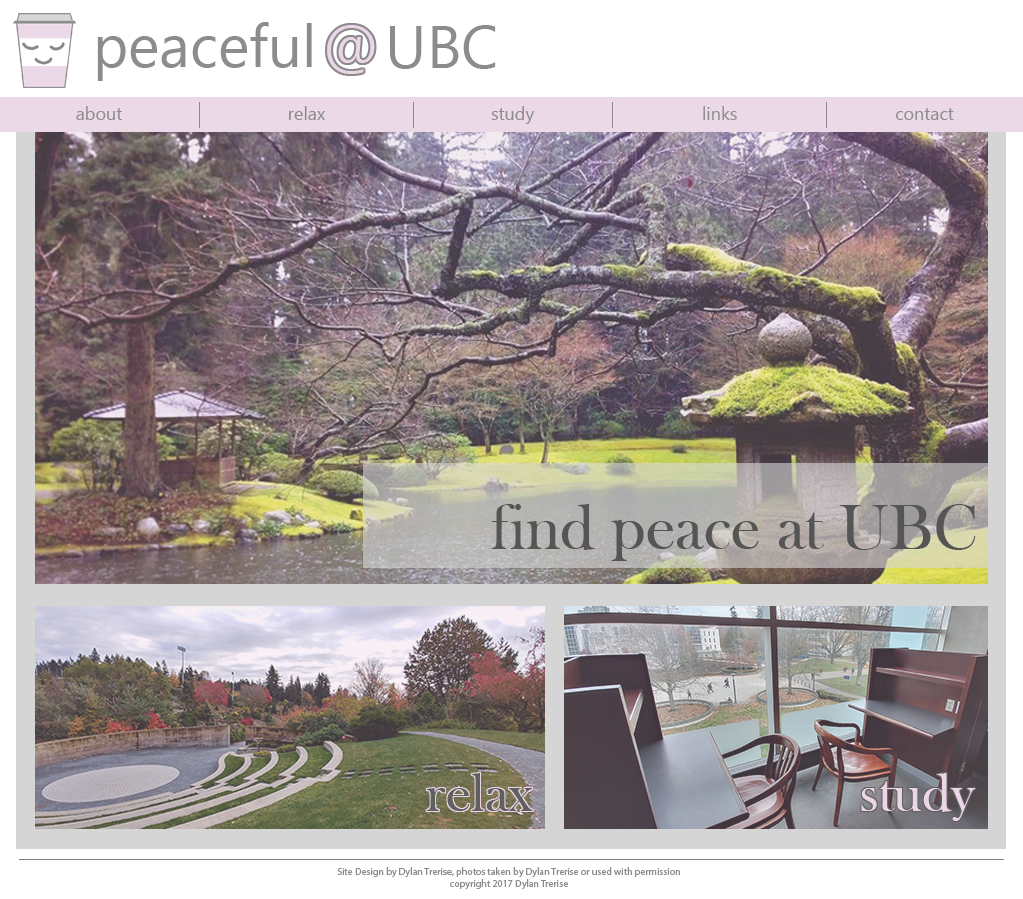 peaceful@UBC
about relax study links contact
find peace at UBC
relax
study
Site Design by Dylan Trerise, photos taken by Dylan Trerise or used with permission
copyright 2017 Dylan Trerise